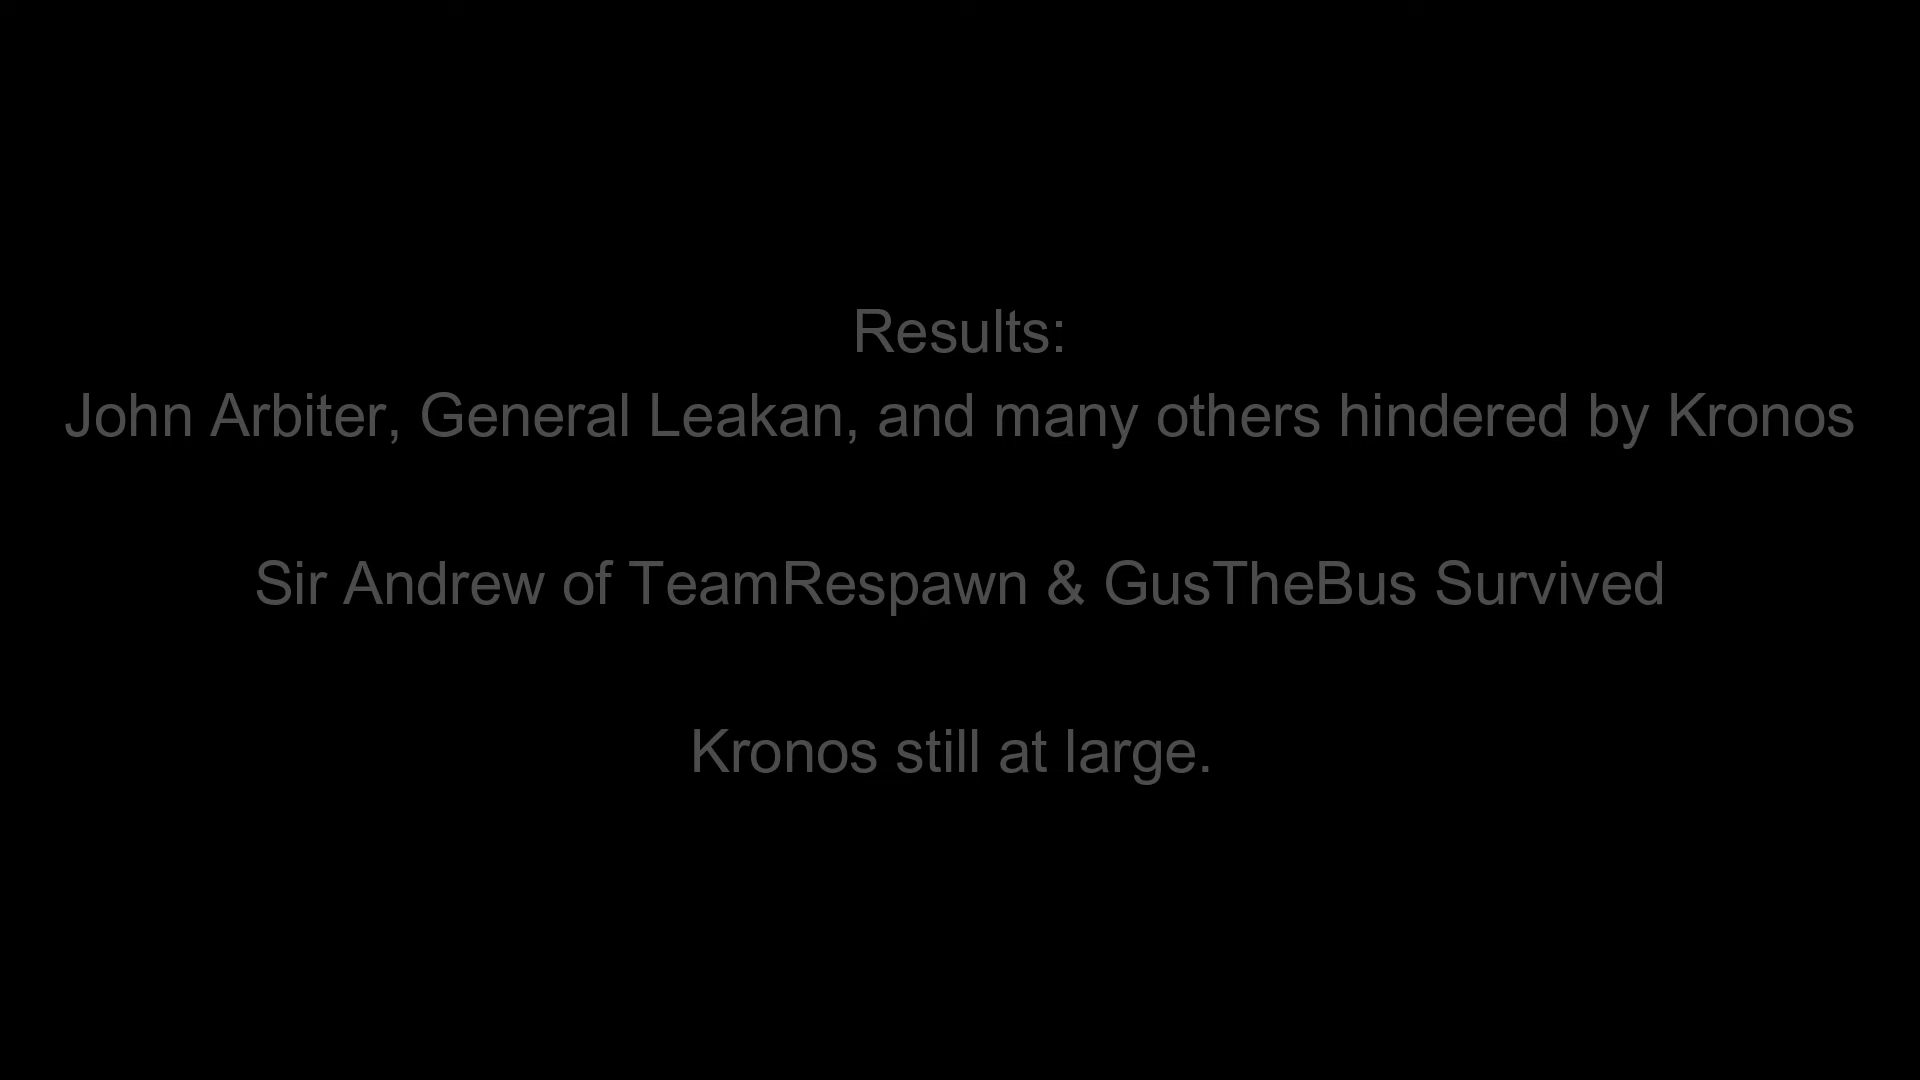 Results:
John Arbiter, General Leakan, and many others hindered by Kronos
Sir Andrew of TeamRespawn & GusTheBus Survived
Kronos still at large.